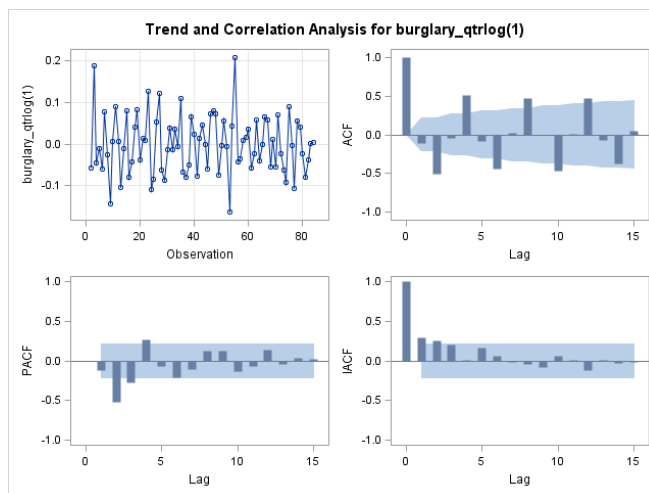 Trend and Correlation Analysis for burglary_qtrlog(1)
burglary_qtrlog(1)
0.2
0.1
0.0
-0.1
0 20 40 60 80
Observation
ACF
1.0
0.5
0.0
-0.5
-1.0
0 5 10 15
Lag
PACF
1.0
0.5
0.0
-0.5
-1.0
0 5 10 15
Lag
IACF
1.0
0.5
0.0
-0.5
-1.0
0 5 10 15
Lag